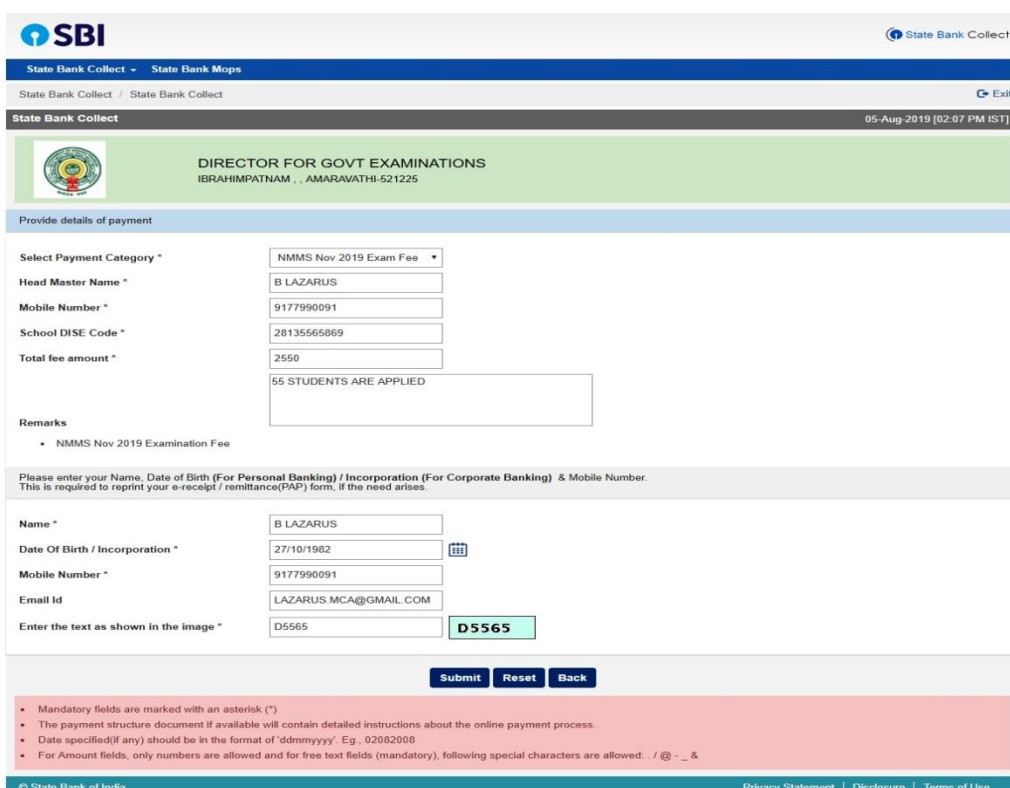 SBI
State Bank Collect
State Bank Collect State Bank Mops
State Bank Collect / State Bank Collect
Exit
State Bank Collect
05-Aug-2019 [02:07 PM IST]
DIRECTOR FOR GOVT EXAMINATIONS
IBRAHIMPATNAM , , AMARAVATHI-521225
Provide details of payment
Select Payment Category * NMMS Nov 2019 Exam Fee
Head Master Name * B LAZARUS
Mobile Number * 9177990091
School DISE Code * 28135565869
Total fee amount * 2550
55 STUDENTS ARE APPLIED
Remarks
• NMMS Nov 2019 Examination Fee
Please enter your Name, Date of Birth (For Personal Banking) / Incorporation (For Corporate Banking) & Mobile Number.
This is required to reprint your e-receipt / remittance(PAP) form, if the need arises.
Name * B LAZARUS
Date Of Birth / Incorporation * 27/10/1982
Mobile Number * 9177990091
Email Id LAZARUS.MCA@GMAIL.COM
Enter the text as shown in the image * D5565 D5565
Submit Reset Back
▪ Mandatory fields are marked with an asterisk (*)
▪ The payment structure document if available will contain detailed instructions about the online payment process.
▪ Date specified(if any) should be in the format of 'ddmmyyyy'. Eg., 02082008
▪ For Amount fields, only numbers are allowed and for free text fields (mandatory), following special characters are allowed: . / @ - _ &
© State Bank of India
Privacy Statement | Disclosure | Terms of Use